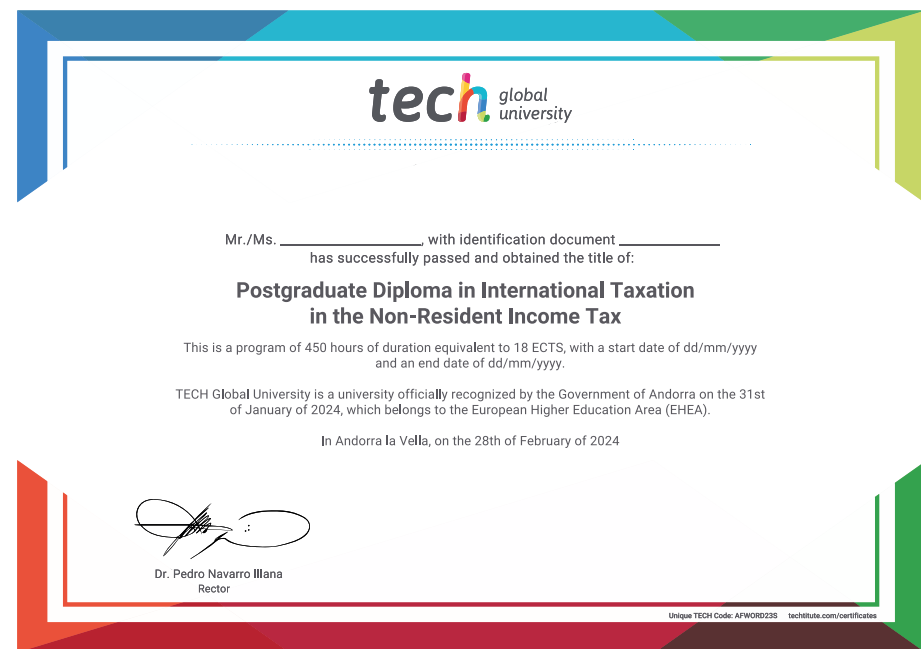 tech global
university
Mr./Ms. ____________________, with identification document ______________
has successfully passed and obtained the title of:
Postgraduate Diploma in International Taxation
in the Non-Resident Income Tax
This is a program of 450 hours of duration equivalent to 18 ECTS, with a start date of dd/mm/yyyy
and an end date of dd/mm/yyyy.
TECH Global University is a university officially recognized by the Government of Andorra on the 31st
of January of 2024, which belongs to the European Higher Education Area (EHEA).
In Andorra la Vella, on the 28th of February of 2024
Dr. Pedro Navarro Illana
Rector
Unique TECH Code: AFWORD23S techtitute.com/certificates